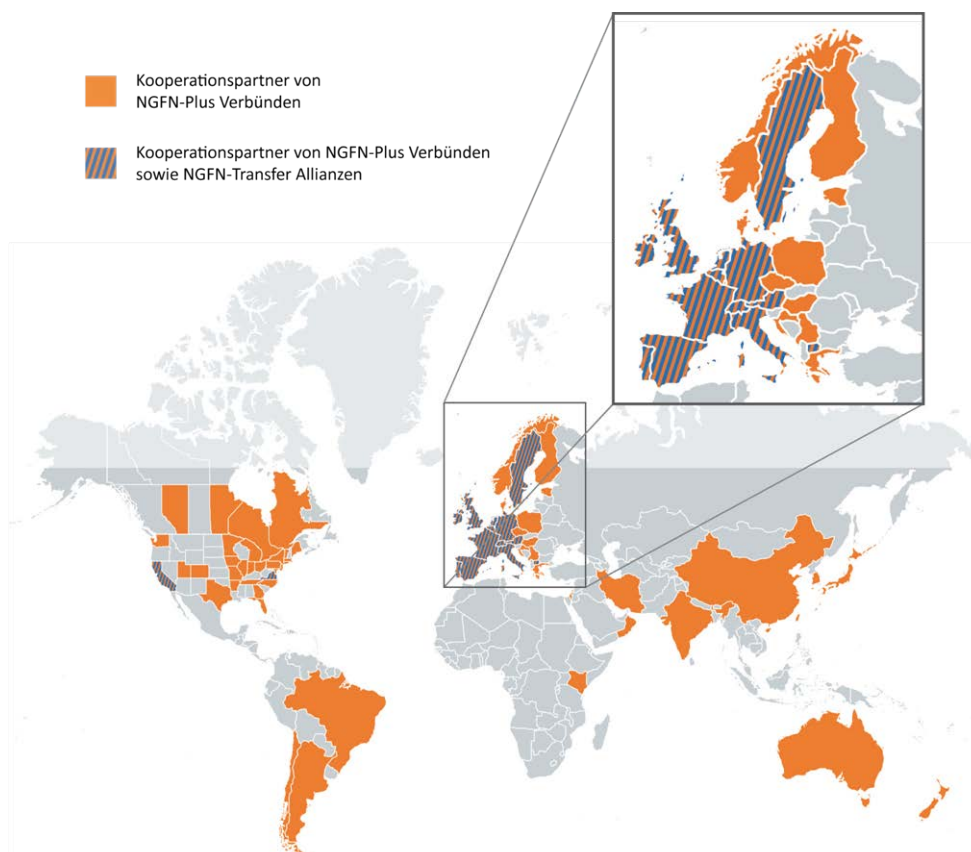 Kooperationspartner von
NGFN-Plus Verbünden
Kooperationspartner von NGFN-Plus Verbünden
sowie NGFN-Transfer Allianzen